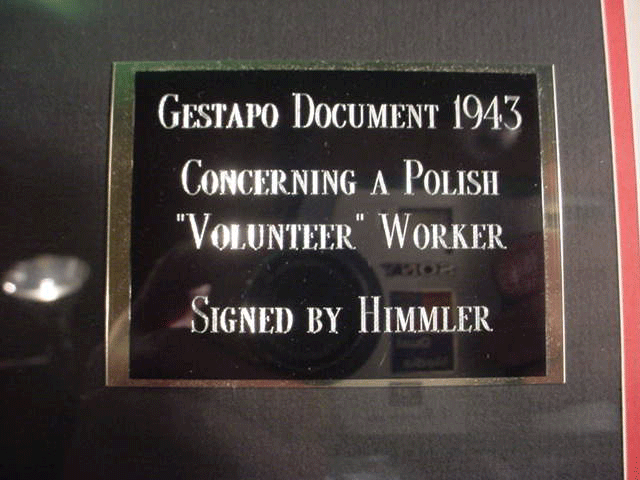 Gestapo Document 1943
Concerning a Polish
"Volunteer" Worker
Signed by Himmler